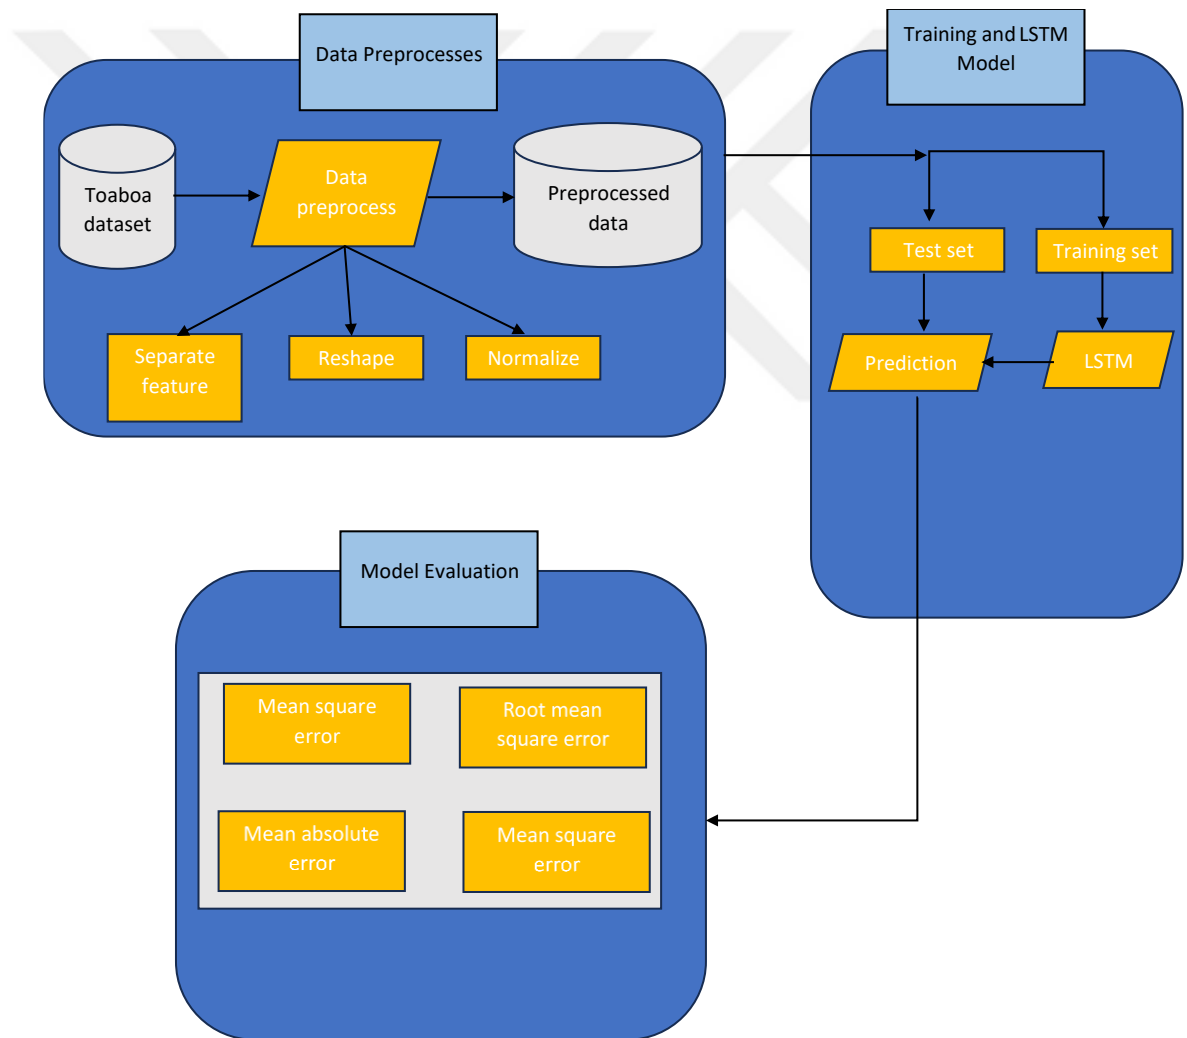 Data Preprocesses
Toaboa
dataset
Data
preprocess
Preprocessed
data
Separate
feature
Reshape
Normalize
Training and LSTM
Model
Test set
Training set
Prediction
LSTM
Model Evaluation
Mean square
error
Root mean
square error
Mean absolute
error
Mean square
error